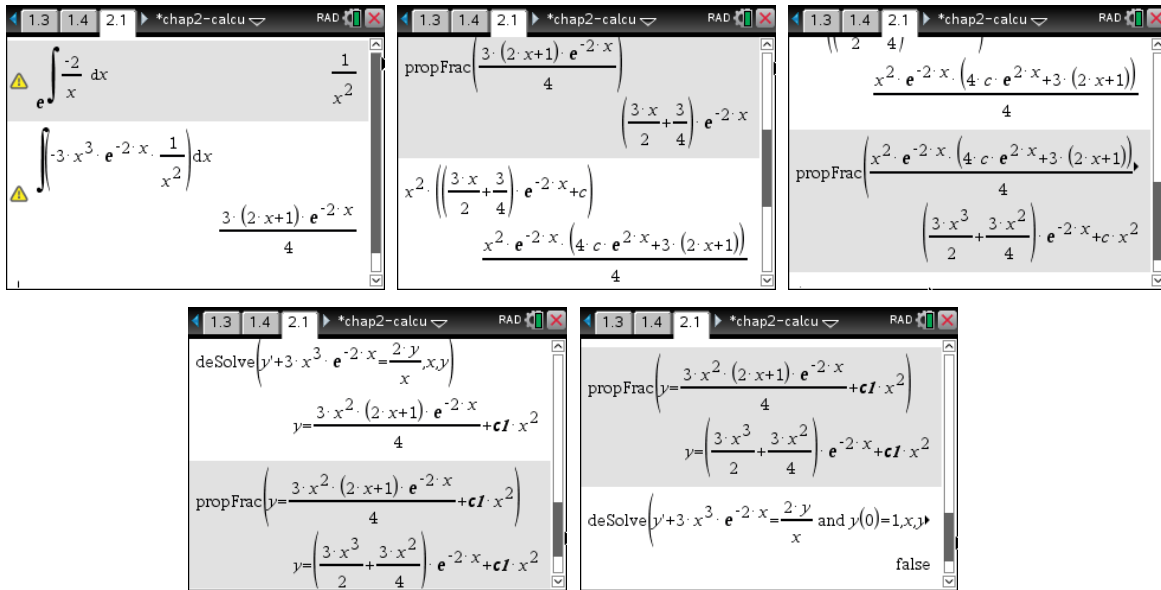 1.3 1.4 2.1 *chap2-calcu RAD
e^∫ -2/x dx
1/x^2
∫(-3·x^3·e^-2·x·1/x^2)dx
3·(2·x+1)·e^-2·x/4
1.3 1.4 2.1 *chap2-calcu RAD
propFrac(3·(2·x+1)·e^-2·x/4)
(3·x/2+3/4)·e^-2·x
x^2·((3·x/2+3/4)·e^-2·x+c)
x^2·e^-2·x·(4·c·e^2·x+3·(2·x+1))/4
1.3 1.4 2.1 *chap2-calcu RAD
((2 4) )
x^2·e^-2·x·(4·c·e^2·x+3·(2·x+1))/4
propFrac(x^2·e^-2·x·(4·c·e^2·x+3·(2·x+1))/4
(3·x^3/2+3·x^2/4)·e^-2·x+c·x^2
1.3 1.4 2.1 *chap2-calcu RAD
deSolve(y'+3·x^3·e^-2·x=2·y/x,x,y)
y=3·x^2·(2·x+1)·e^-2·x/4+c1·x^2
propFrac(y=3·x^2·(2·x+1)·e^-2·x/4+c1·x^2)
y=(3·x^3/2+3·x^2/4)·e^-2·x+c1·x^2
1.3 1.4 2.1 *chap2-calcu RAD
propFrac(y=3·x^2·(2·x+1)·e^-2·x/4+c1·x^2)
y=(3·x^3/2+3·x^2/4)·e^-2·x+c1·x^2
deSolve(y'+3·x^3·e^-2·x=2·y/x and y(0)=1,x,y
false